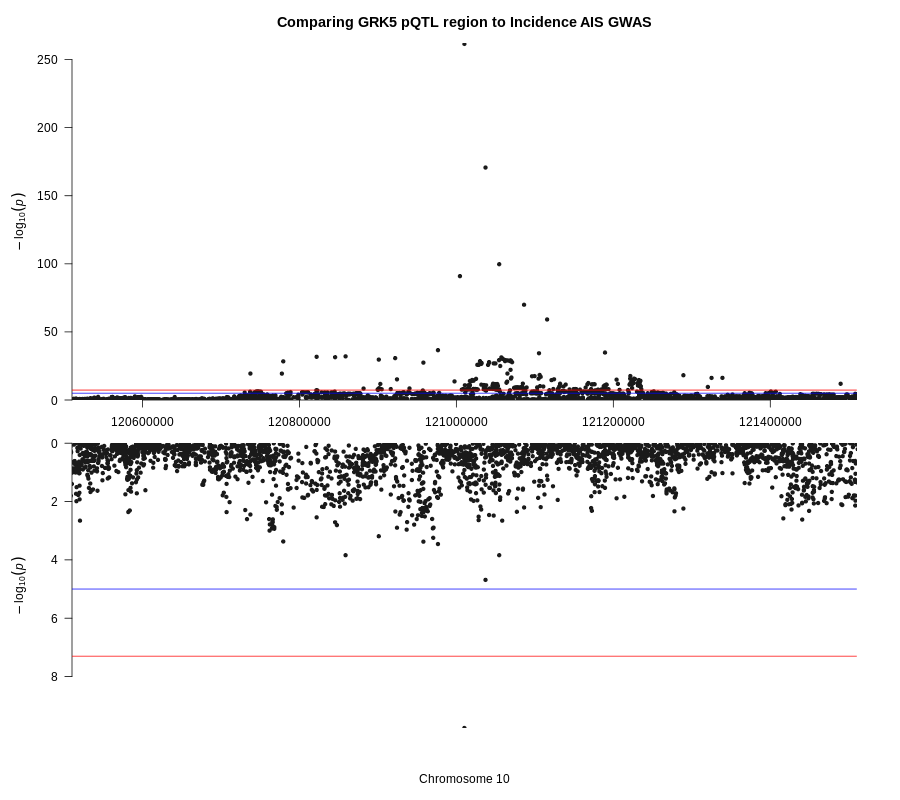 Comparing GRK5 pQTL region to Incidence AIS GWAS
250
200
150
100
50
0
− log10(p)
120600000 120800000 121000000 121200000 121400000
0
2
4
6
8
− log10(p)
Chromosome 10